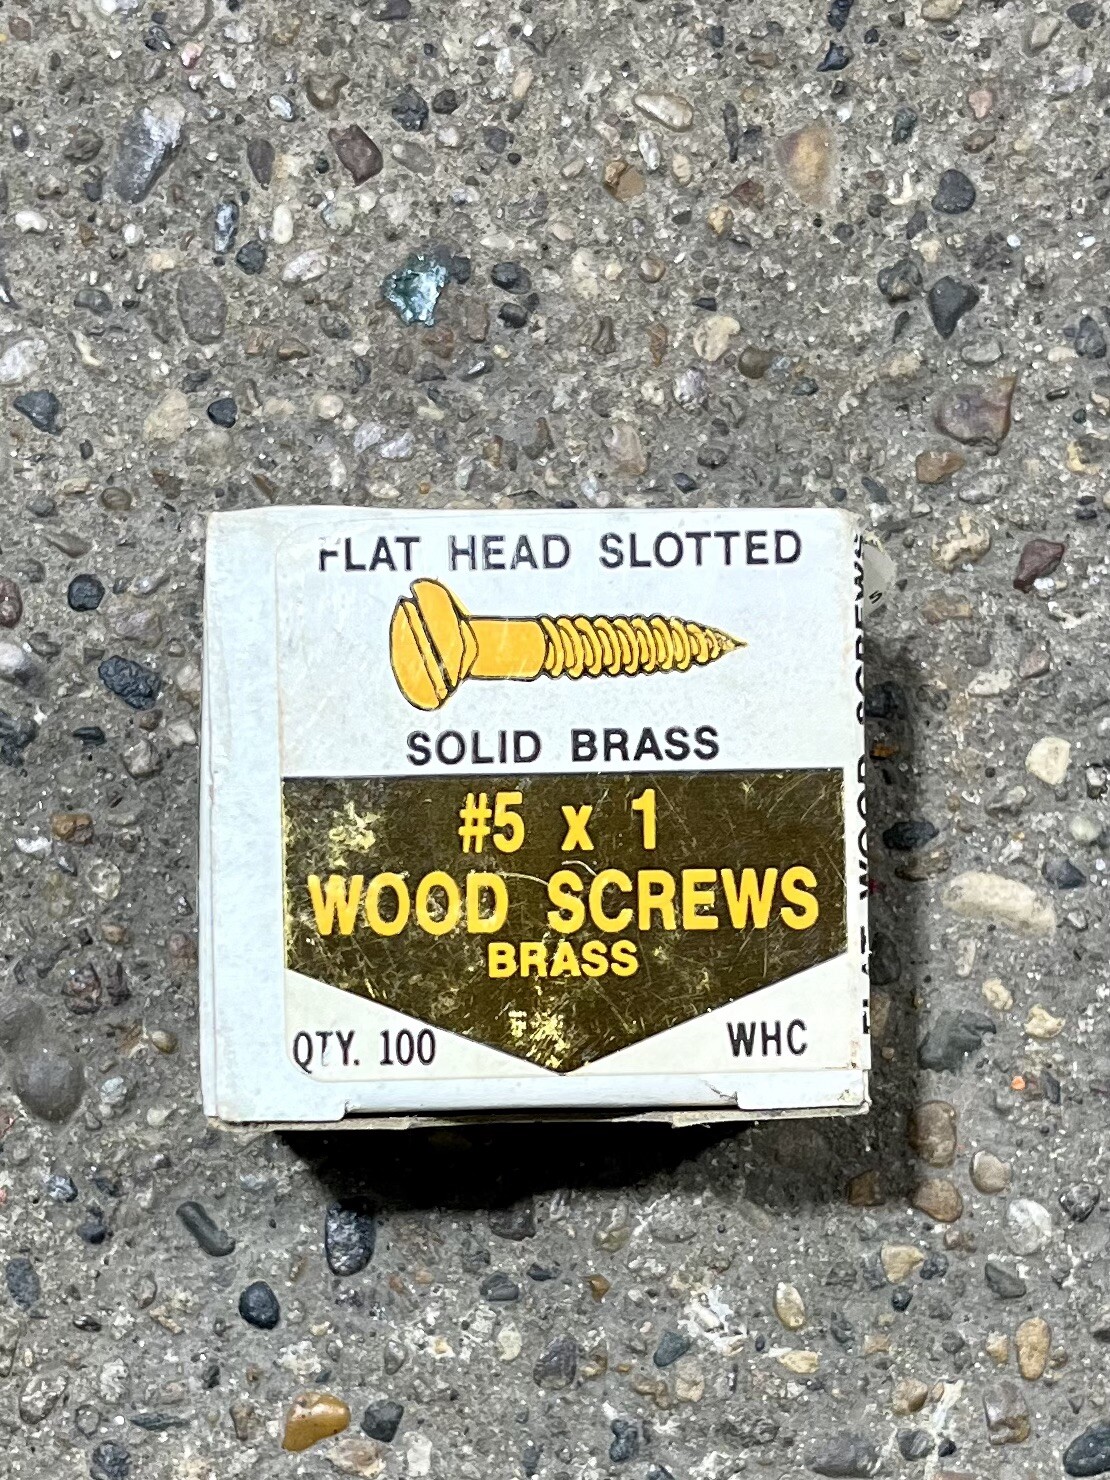 FLAT HEAD SLOTTED
SOLID BRASS
#5 x 1
WOOD SCREWS
BRASS
QTY. 100
WHC
FLAT WOOD SCREWS